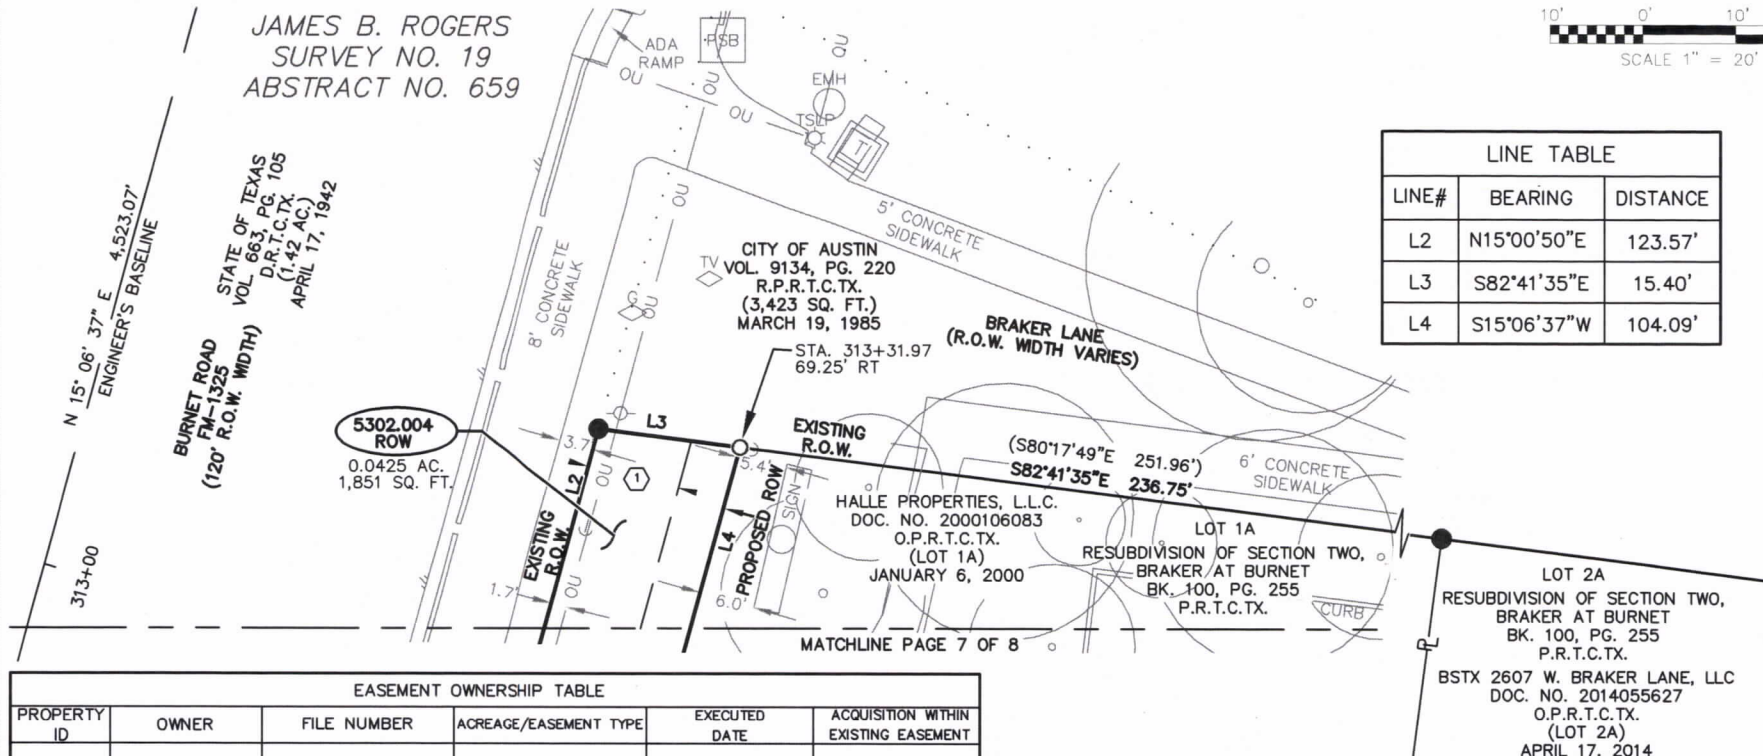 JAMES B. ROGERS
SURVEY NO. 19
ABSTRACT NO. 659
10' 0' 10'
SCALE 1" = 20'
ADA
RAMP
PSB
OU
OU
OU
OU
EMH
TSLP
TI
OU
N 15° 06' 37" E 4,523.07'
ENGINEER'S BASELINE
313+00
STATE OF TEXAS
VOL. 663, PG. 105
D.R.T.C.TX.
(1.42 AC.)
APRIL 17, 1942
BURNET ROAD
FM-1325
(120' R.O.W. WIDTH)
8' CONCRETE
SIDEWALK
5' CONCRETE
SIDEWALK
TV
G
OU
CITY OF AUSTIN
VOL. 9134, PG. 220
R.P.R.T.C.TX.
(3,423 SQ. FT.)
MARCH 19, 1985
STA. 313+31.97
69.25' RT
BRAKER LANE
(R.O.W. WIDTH VARIES)
LINE TABLE
LINE# BEARING DISTANCE
L2 N15°00'50"E 123.57'
L3 S82°41'35"E 15.40'
L4 S15°06'37"W 104.09'
5302.004
ROW
0.0425 AC.
1,851 SQ. FT.
L3
3.7'
L2
OU
1
5.4'
EXISTING
R.O.W.
1.7'
OU
L4
PROPOSED ROW
6.0'
SIGN
EXISTING
R.O.W.
(S80°17'49"E 251.96')
S82°41'35"E 236.75'
6' CONCRETE
SIDEWALK
HALLE PROPERTIES, L.L.C.
DOC. NO. 2000106083
O.P.R.T.C.TX.
(LOT 1A)
JANUARY 6, 2000
LOT 1A
RESUBDIVISION OF SECTION TWO,
BRAKER AT BURNET
BK. 100, PG. 255
P.R.T.C.TX.
CURB
MATCHLINE PAGE 7 OF 8
PL
LOT 2A
RESUBDIVISION OF SECTION TWO,
BRAKER AT BURNET
BK. 100, PG. 255
P.R.T.C.TX.
BSTX 2607 W. BRAKER LANE, LLC
DOC. NO. 2014055627
O.P.R.T.C.TX.
(LOT 2A)
APRIL 17, 2014
EASEMENT OWNERSHIP TABLE
PROPERTY
ID
OWNER
FILE NUMBER
ACREAGE/EASEMENT TYPE
EXECUTED
DATE
ACQUISITION WITHIN
EXISTING EASEMENT